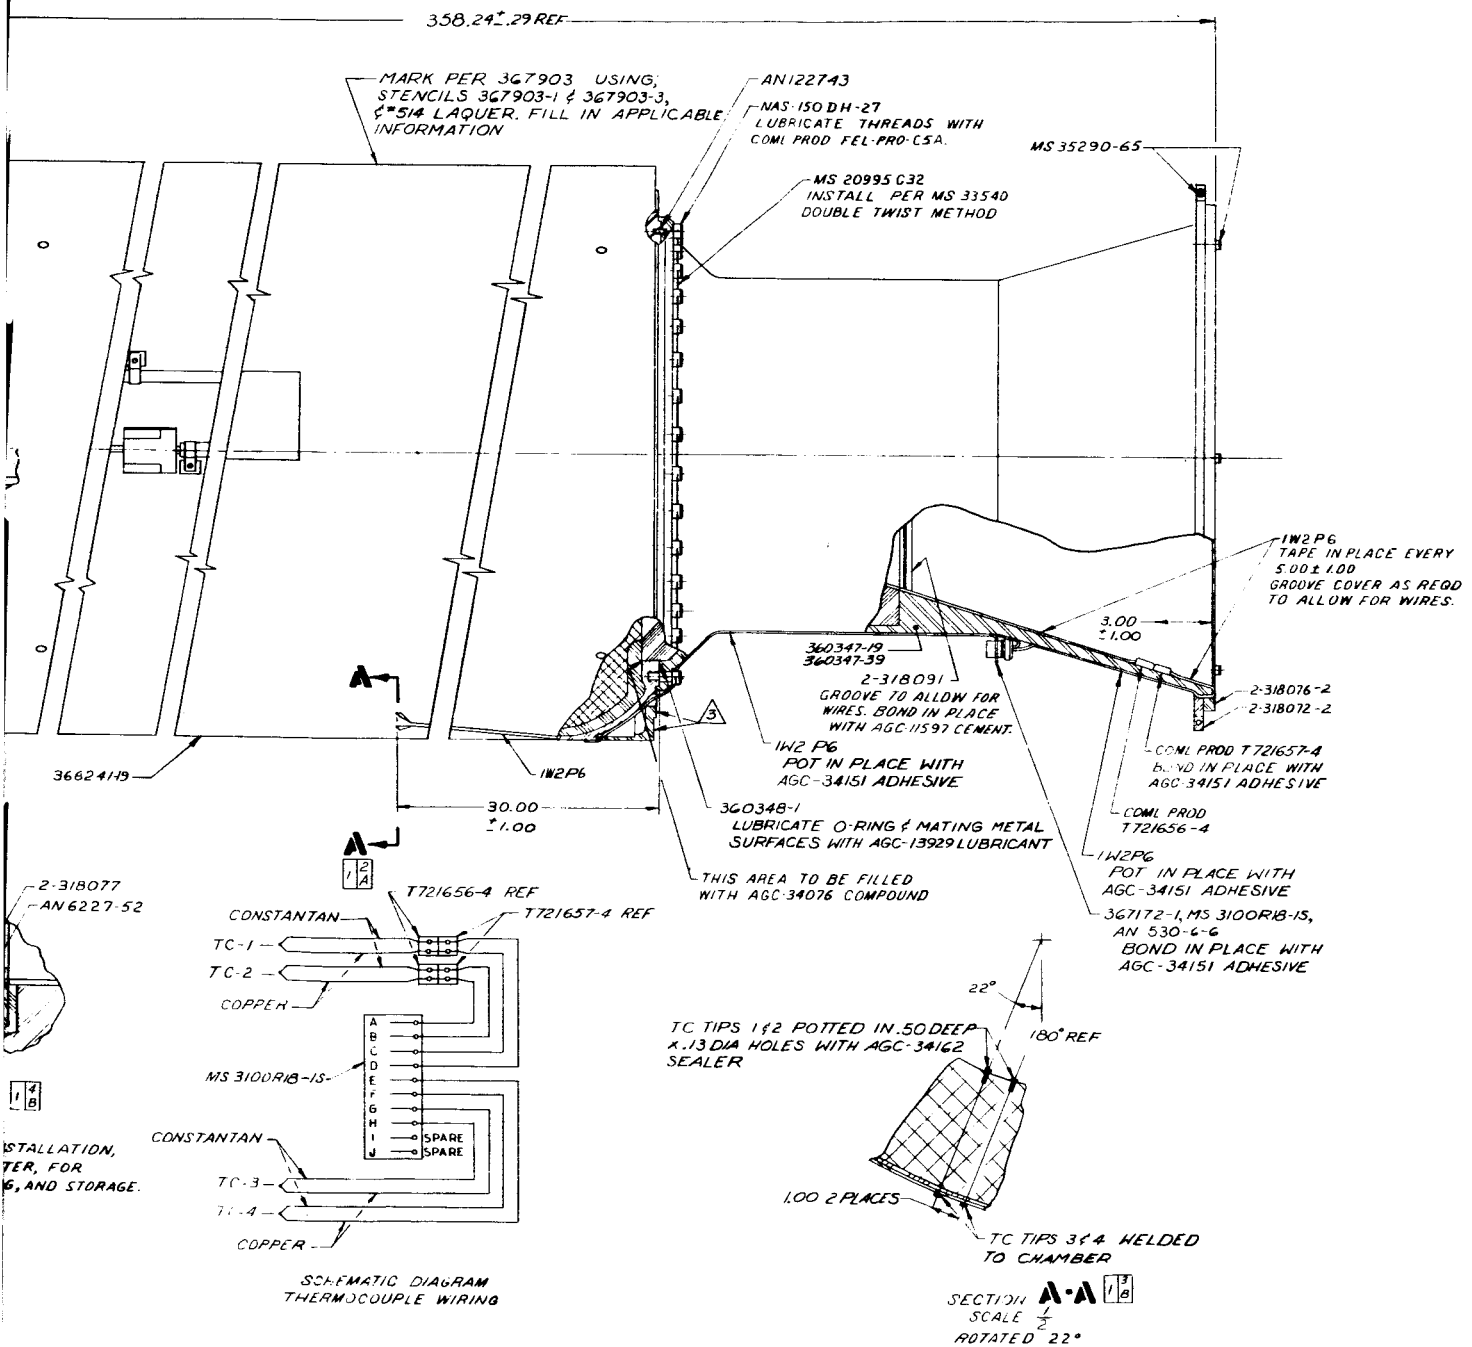 358.24±.29 REF
MARK PER 367903 USING;
STENCILS 367903-1 & 367903-3,
&#514 LAQUER. FILL IN APPLICABLE
INFORMATION
AN122743
NAS-150 DH-27
LUBRICATE THREADS WITH
COML PROD FEL-PRO-C5A.
MS 20995 C32
INSTALL PER MS 33540
DOUBLE TWIST METHOD
MS 35290-65
1W2P6
TAPE IN PLACE EVERY
5.00 ± 1.00
GROOVE COVER AS REQD
TO ALLOW FOR WIRES.
3.00
±1.00
360347-19
360347-39
2-318091
GROOVE TO ALLOW FOR
WIRES. BOND IN PLACE
WITH AGC-11597 CEMENT.
2-318076-2
2-318072-2
COML PROD T721657-4
BOND IN PLACE WITH
AGC-34151 ADHESIVE
COML PROD
T721656-4
1W2P6
POT IN PLACE WITH
AGC-34151 ADHESIVE
367172-1, MS 3100R18-1S,
AN 530-6-6
BOND IN PLACE WITH
AGC-34151 ADHESIVE
3
1W2 P6
POT IN PLACE WITH
AGC-34151 ADHESIVE
360348-1
LUBRICATE O-RING & MATING METAL
SURFACES WITH AGC-13929 LUBRICANT
THIS AREA TO BE FILLED
WITH AGC-34076 COMPOUND
A
1W2P6
30.00
±1.00
A
1 2 A
2-318077
AN6227-52
1 4 B
STALLATION,
TER, FOR
G, AND STORAGE.
T721656-4 REF
T721657-4 REF
CONSTANTAN
TC-1
TC-2
COPPER
A
B
C
D
E
F
G
H
I SPARE
J SPARE
MS 3100R18-1S
CONSTANTAN
TC-3
TC-4
COPPER
SCHEMATIC DIAGRAM
THERMOCOUPLE WIRING
22°
180° REF
TC TIPS 1&2 POTTED IN .50 DEEP
X .13 DIA HOLES WITH AGC-34162
SEALER
1.00 2 PLACES
TC TIPS 3&4 WELDED
TO CHAMBER
SECTION A-A 1 3 B
SCALE 1/2
ROTATED 22°